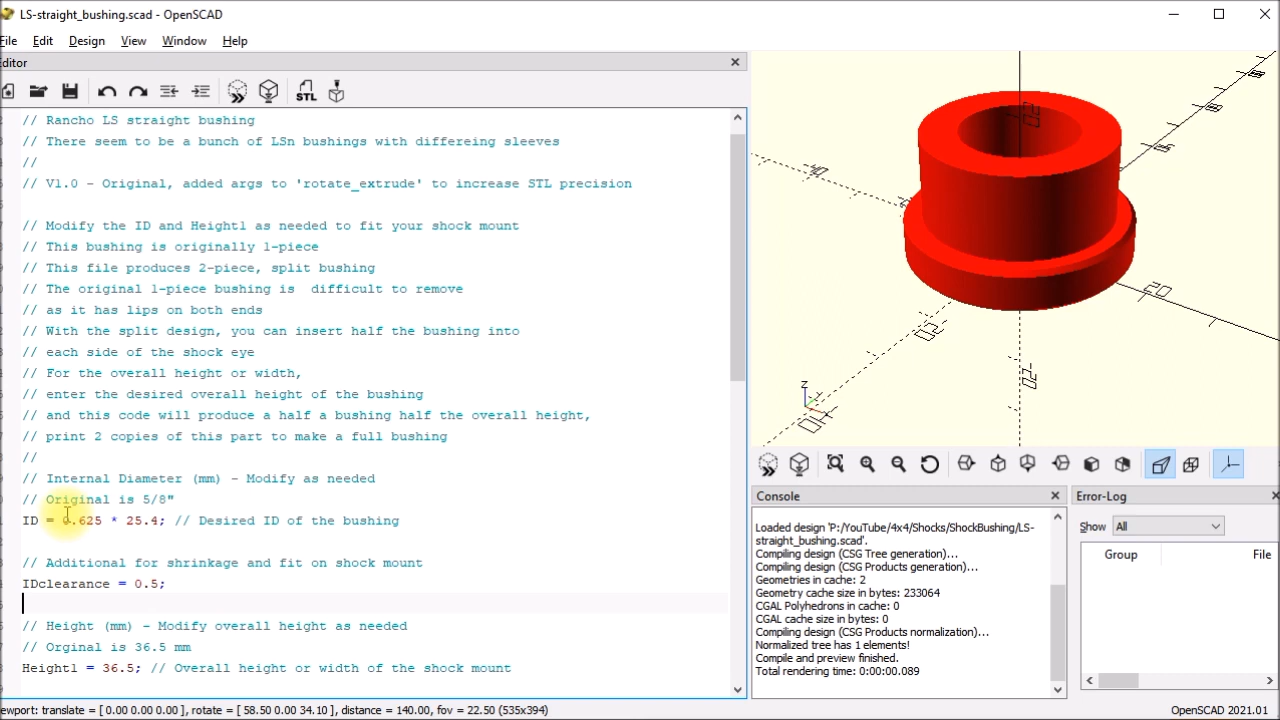 LS-straight_bushing.scad - OpenSCAD
File Edit Design View Window Help
ditor
STL
// Rancho LS straight bushing
// There seem to be a bunch of LSn bushings with differeing sleeves
//
// V1.0 - Original, added args to 'rotate_extrude' to increase STL precision
// Modify the ID and Height1 as needed to fit your shock mount
// This bushing is originally 1-piece
// This file produces 2-piece, split bushing
// The original 1-piece bushing is  difficult to remove
// as it has lips on both ends
// With the split design, you can insert half the bushing into
// each side of the shock eye
// For the overall height or width,
// enter the desired overall height of the bushing
// and this code will produce a half a bushing half the overall height,
// print 2 copies of this part to make a full bushing
//
// Internal Diameter (mm) - Modify as needed
// Original is 5/8"
ID = 0.625 * 25.4; // Desired ID of the bushing
// Additional for shrinkage and fit on shock mount
IDclearance = 0.5;
// Height (mm) - Modify overall height as needed
// Orginal is 36.5 mm
Height1 = 36.5; // Overall height or width of the shock mount
20
z
Console
Loaded design 'P:/YouTube/4x4/Shocks/ShockBushing/LS-
straight_bushing.scad'.
Compiling design (CSG Tree generation)...
Compiling design (CSG Products generation)...
Geometries in cache: 2
Geometry cache size in bytes: 233064
CGAL Polyhedrons in cache: 0
CGAL cache size in bytes: 0
Compiling design (CSG Products normalization)...
Normalized tree has 1 elements!
Compile and preview finished.
Total rendering time: 0:00:00.089
Error-Log
Show All
Group File
ewport: translate = [ 0.00 0.00 0.00 ], rotate = [ 58.50 0.00 34.10 ], distance = 140.00, fov = 22.50 (535x394)
OpenSCAD 2021.01